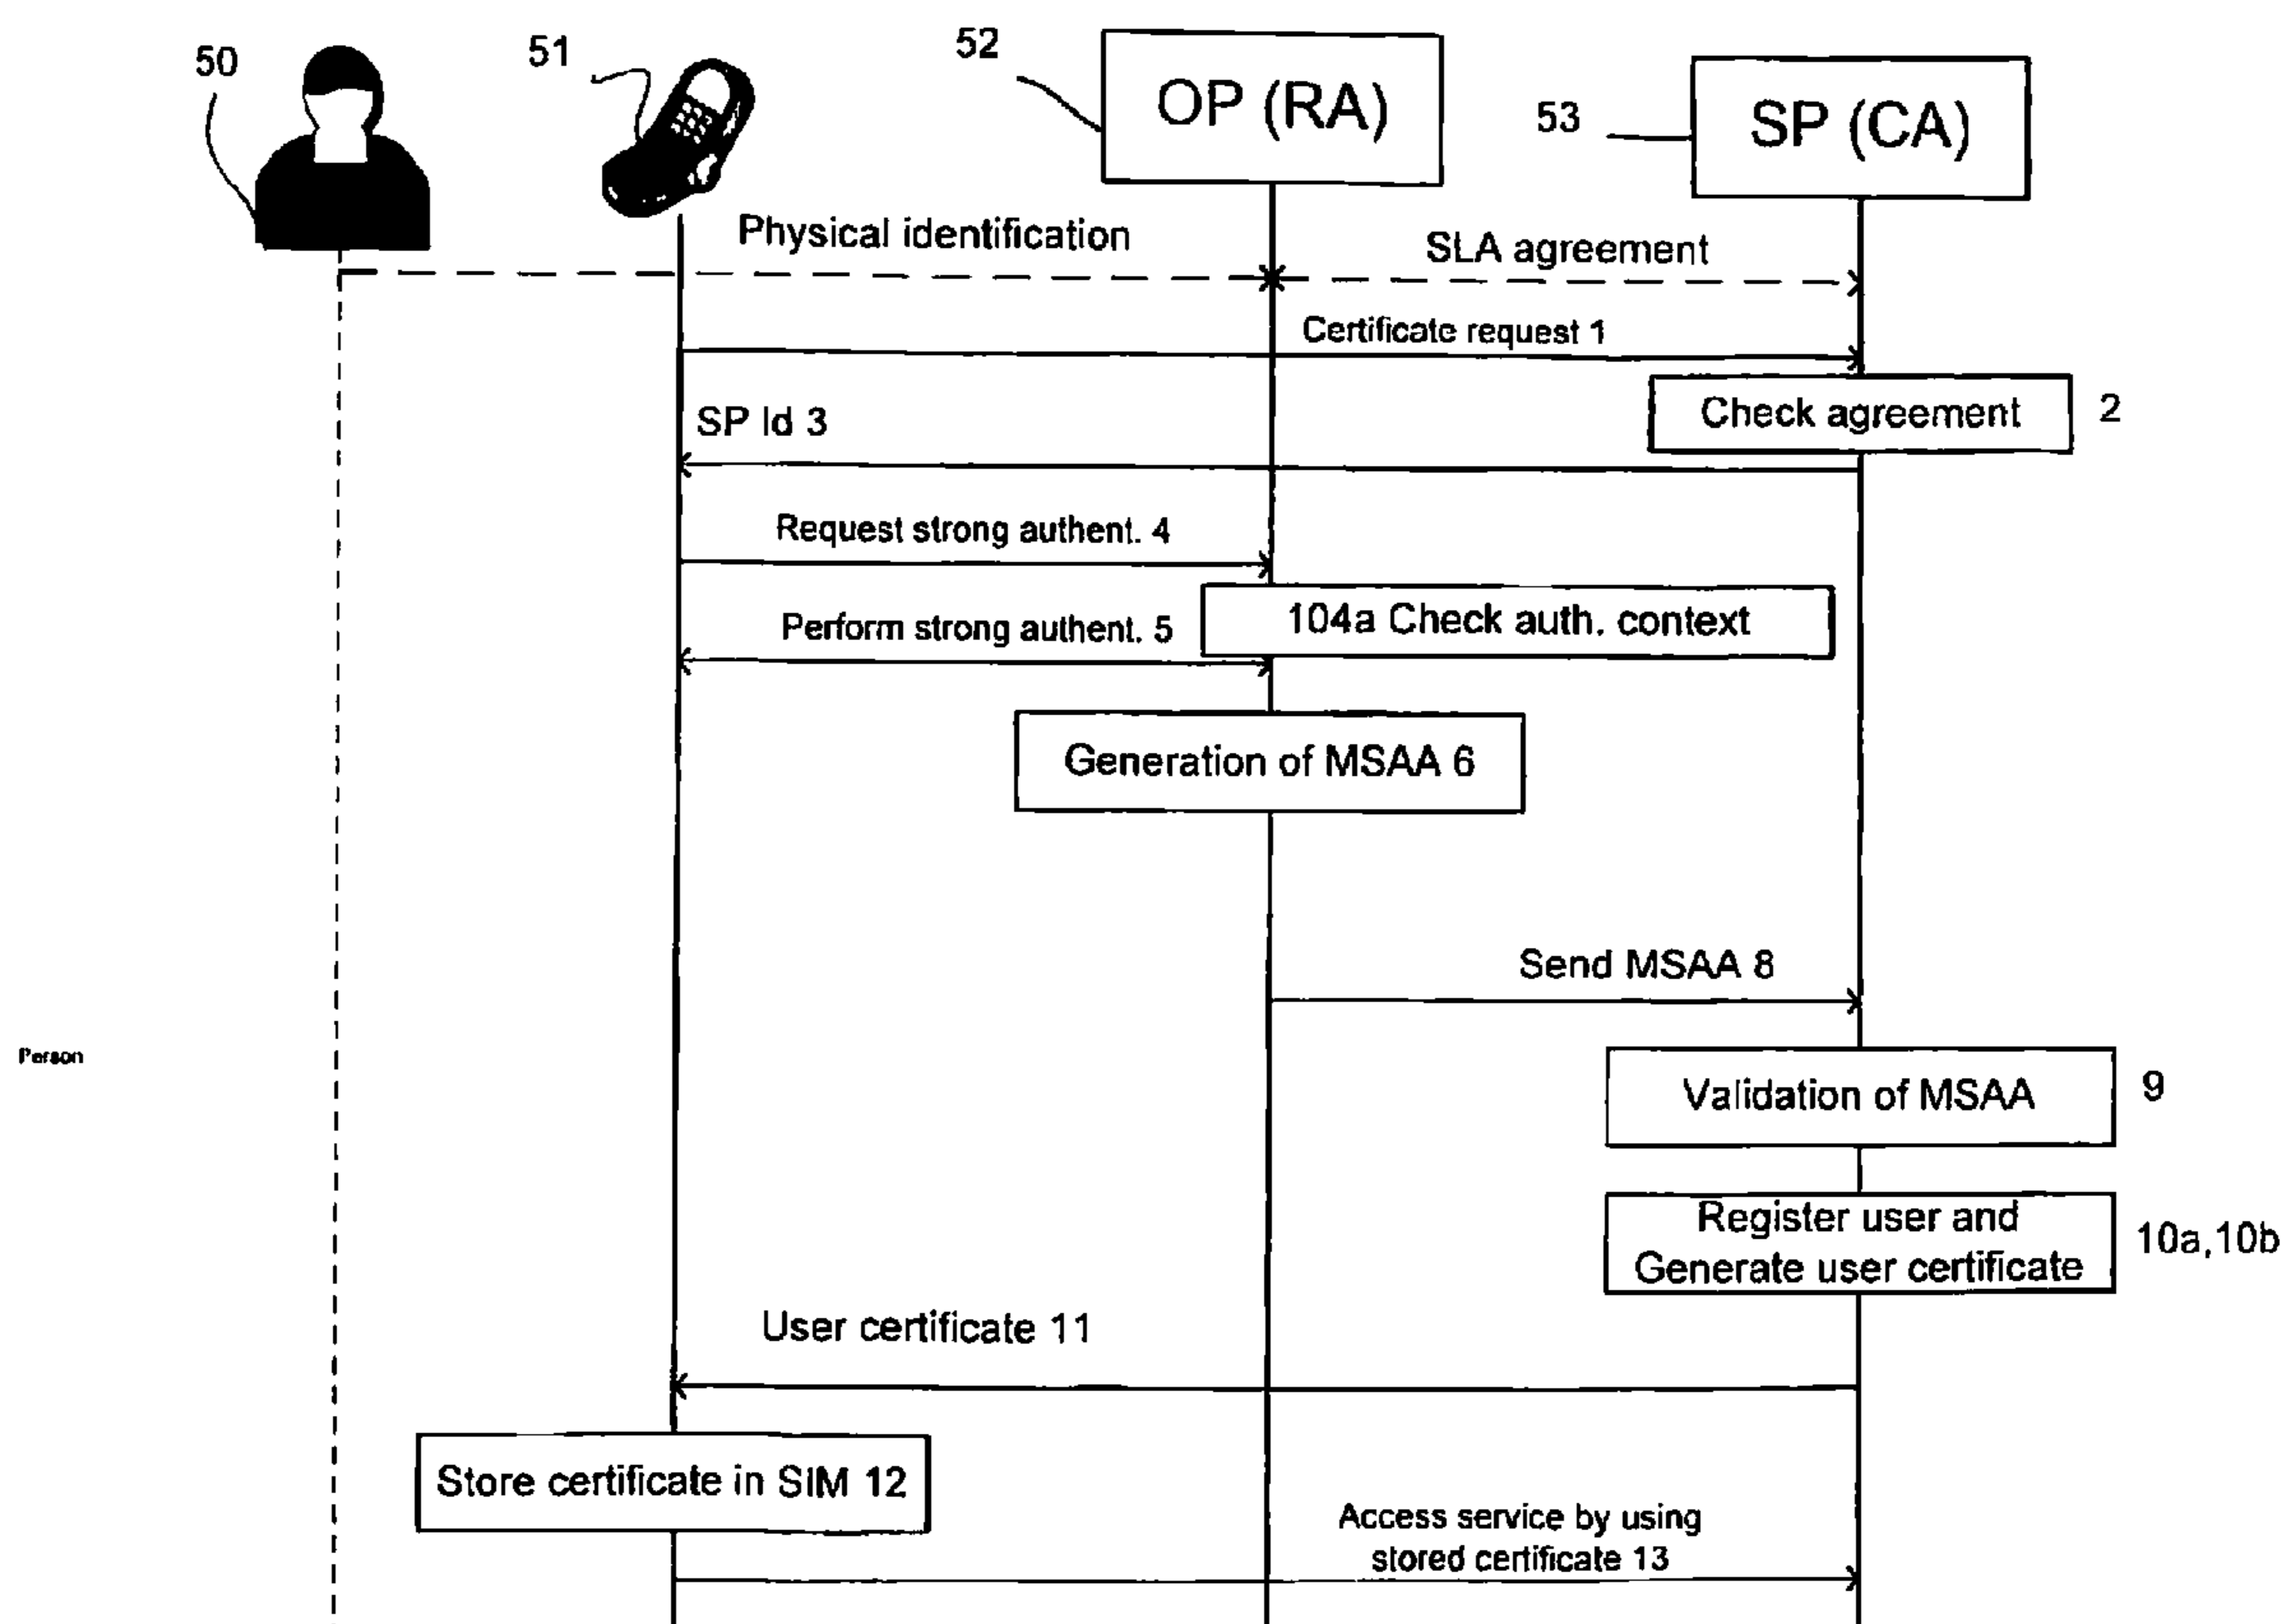 50
51
52
OP (RA)
53
SP (CA)
Physical identification
SLA agreement
Certificate request 1
Check agreement
2
SP Id 3
Request strong authent. 4
104a Check auth. context
Perform strong authent. 5
Generation of MSAA 6
Send MSAA 8
Person
Validation of MSAA
9
Register user and
Generate user certificate
10a,10b
User certificate 11
Store certificate in SIM 12
Access service by using
stored certificate 13